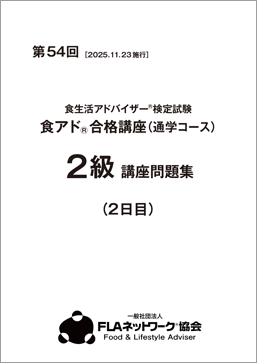 第54回 [2025.11.23施行]
食生活アドバイザー®検定試験
食アド®合格講座(通学コース)
2級 講座問題集
(2日目)
一般社団法人
FLAネットワーク®協会
Food & Lifestyle Adviser